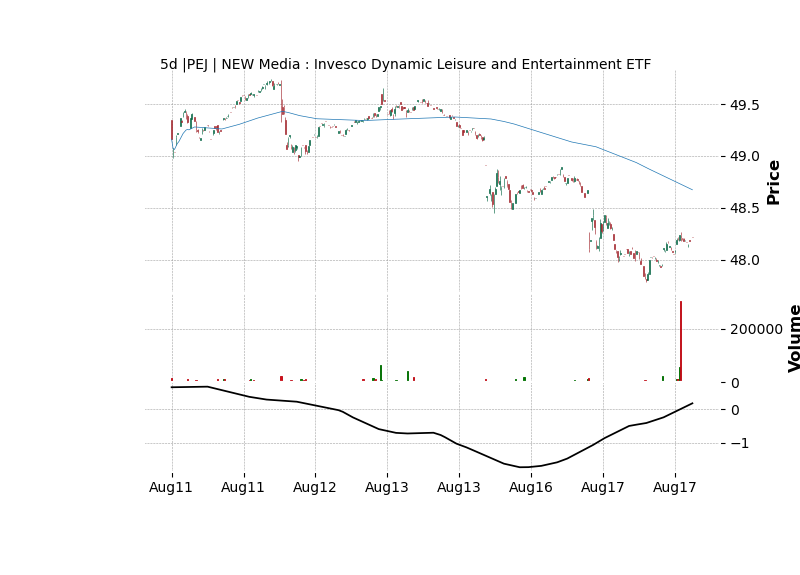 5d |PEJ | NEW Media : Invesco Dynamic Leisure and Entertainment ETF
49.5
49.0
48.5
48.0
Price
200000
0
Volume
0
−1
Aug11 Aug11 Aug12 Aug13 Aug13 Aug16 Aug17 Aug17